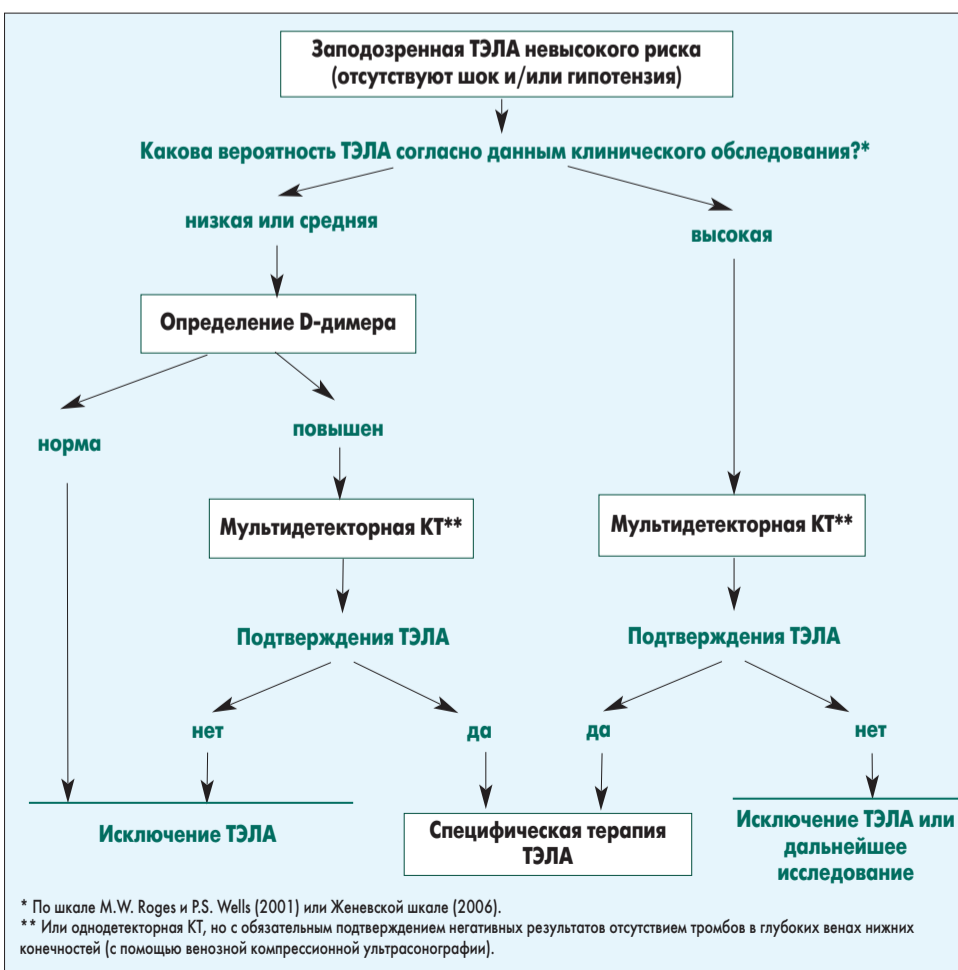 Заподозренная ТЭЛА невысокого риска
(отсутствуют шок и/или гипотензия)
Какова вероятность ТЭЛА согласно данным клинического обследования?*
низкая или средняя
высокая
Определение D-димера
норма
повышен
Мультидетекторная КТ**
Мультидетекторная КТ**
Подтверждения ТЭЛА
Подтверждения ТЭЛА
нет
да
да
нет
Исключение ТЭЛА
Специфическая терапия
ТЭЛА
Исключение ТЭЛА или
дальнейшее
исследование
* По шкале M.W. Roges и P.S. Wells (2001) или Женевской шкале (2006).
** Или однодетекторная КТ, но с обязательным подтверждением негативных результатов отсутствием тромбов в глубоких венах нижних
конечностей (с помощью венозной компрессионной ультрасонографии).